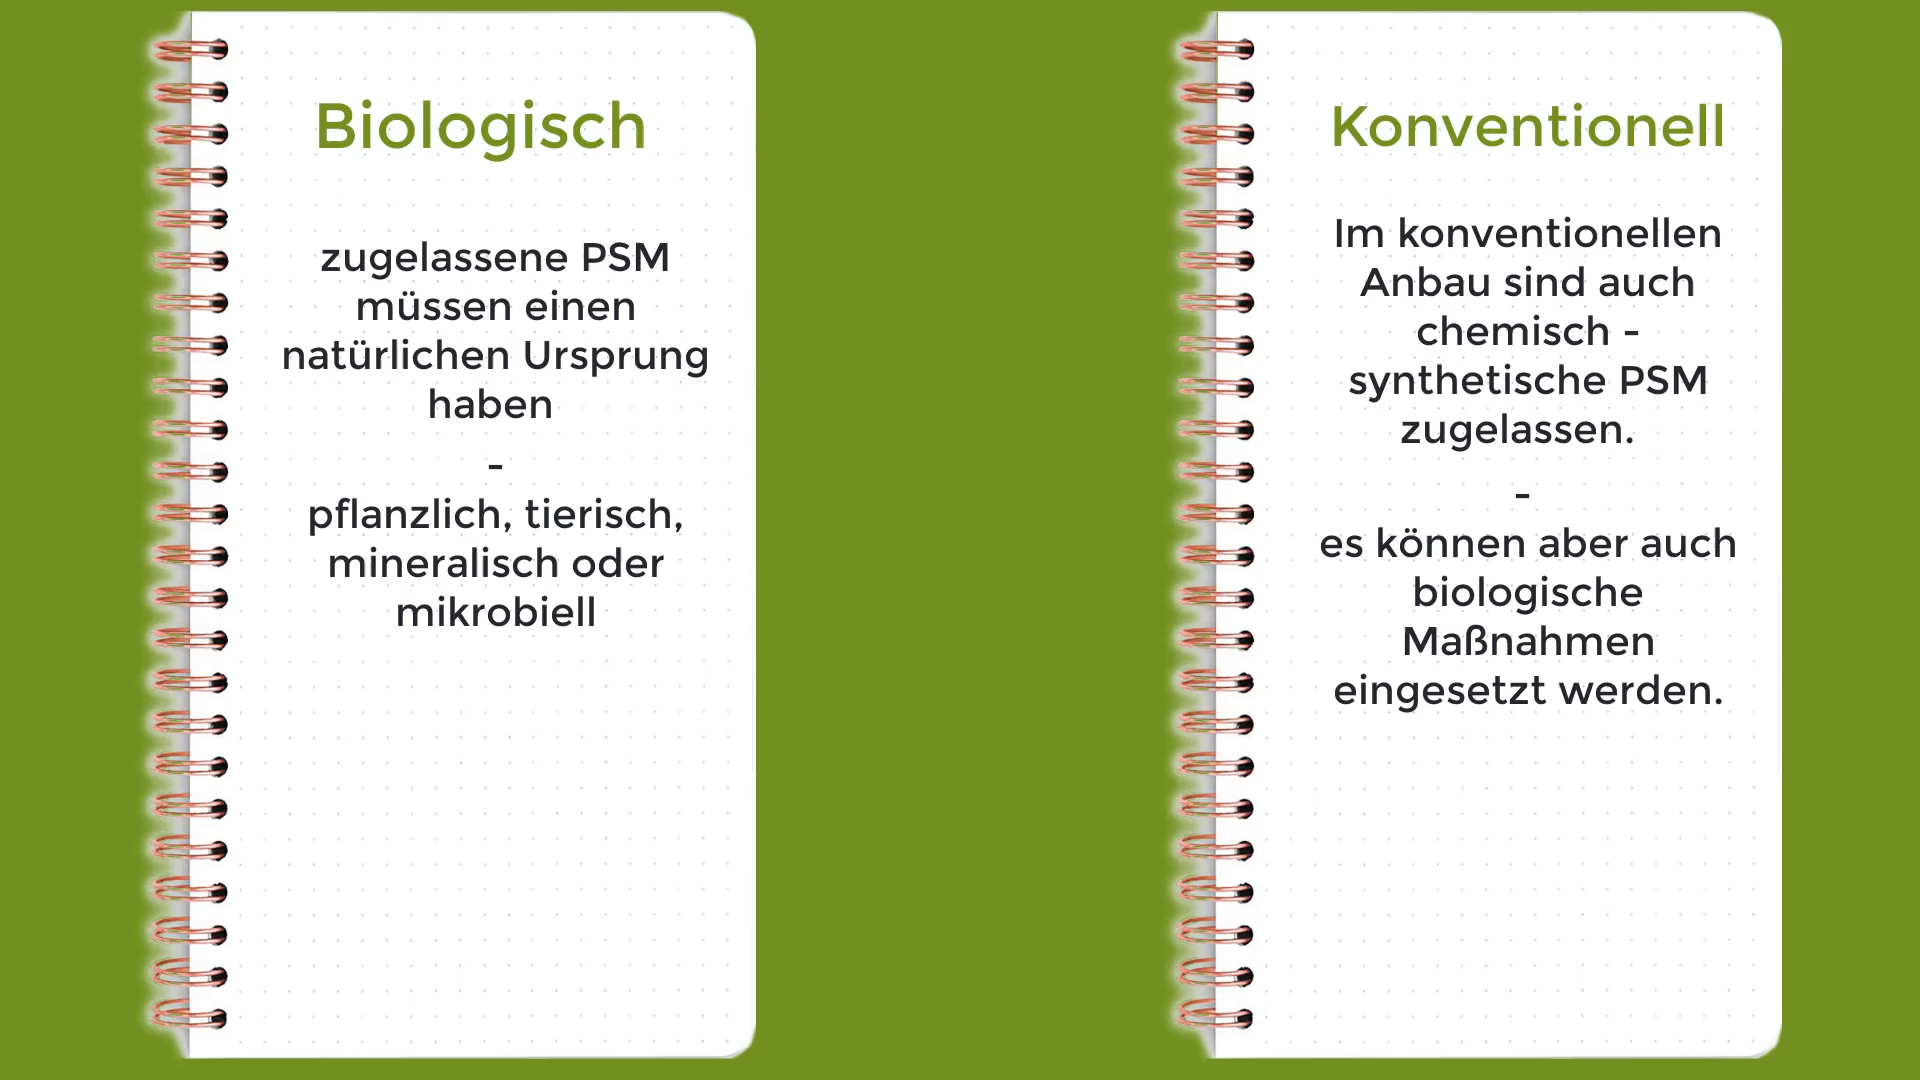 Biologisch
zugelassene PSM
müssen einen
natürlichen Ursprung
haben
-
pflanzlich, tierisch,
mineralisch oder
mikrobiell
Konventionell
Im konventionellen
Anbau sind auch
chemisch -
synthetische PSM
zugelassen.
-
es können aber auch
biologische
Maßnahmen
eingesetzt werden.